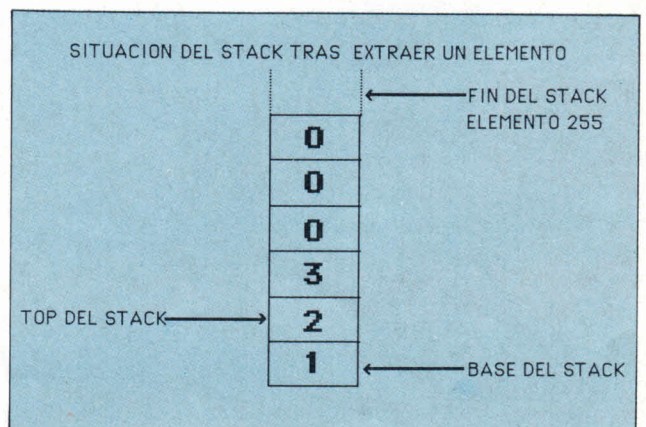 SITUACION DEL STACK TRAS EXTRAER UN ELEMENTO
FIN DEL STACK
ELEMENTO 255
0
0
0
3
TOP DEL STACK
2
1
BASE DEL STACK